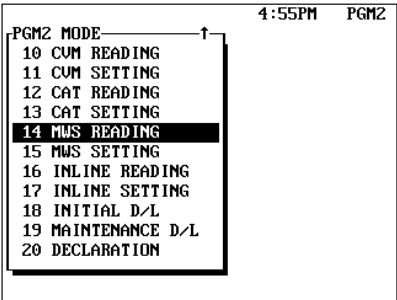 4:55PM PGM2
PGM2 MODE ↑
10 CVM READING
11 CVM SETTING
12 CAT READING
13 CAT SETTING
14 MWS READING
15 MWS SETTING
16 INLINE READING
17 INLINE SETTING
18 INITIAL D/L
19 MAINTENANCE D/L
20 DECLARATION